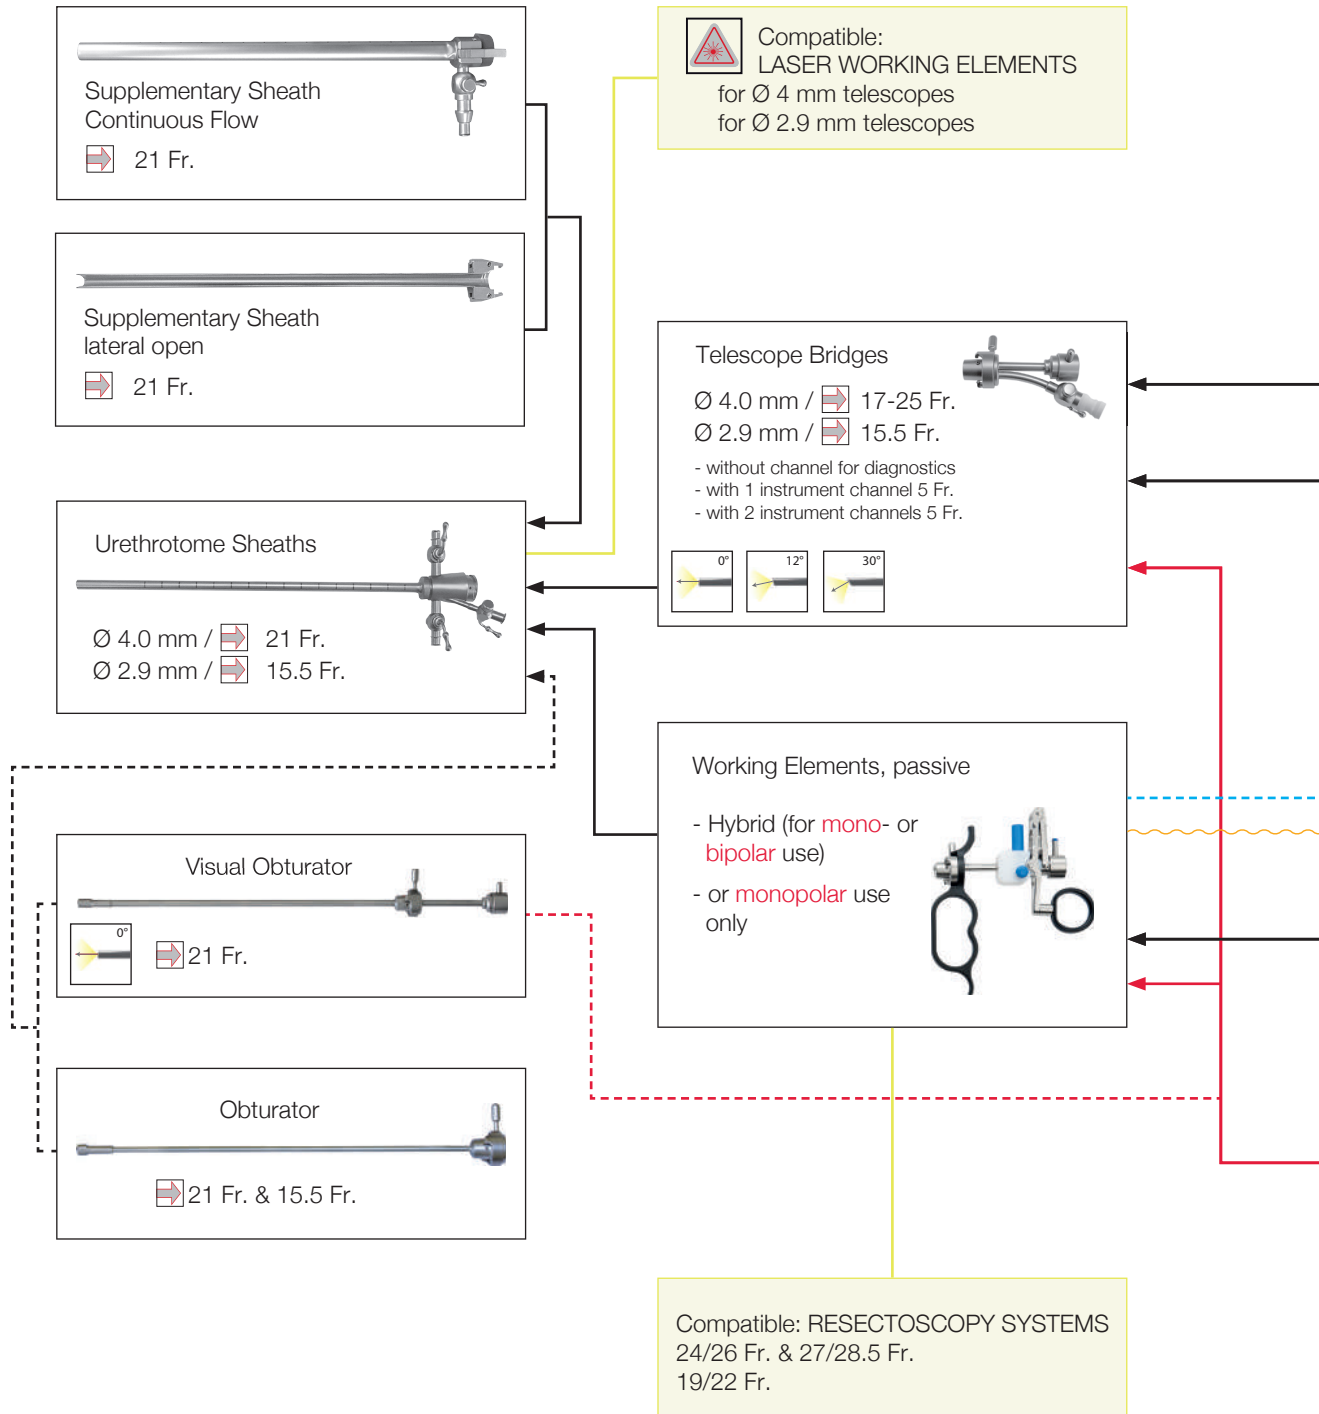 Supplementary Sheath
Continuous Flow
21 Fr.
Supplementary Sheath
lateral open
21 Fr.
Urethrotome Sheaths
Ø 4.0 mm / 21 Fr.
Ø 2.9 mm / 15.5 Fr.
Visual Obturator
0°
21 Fr.
Obturator
21 Fr. & 15.5 Fr.
Compatible:
LASER WORKING ELEMENTS
for Ø 4 mm telescopes
for Ø 2.9 mm telescopes
Telescope Bridges
Ø 4.0 mm / 17-25 Fr.
Ø 2.9 mm / 15.5 Fr.
- without channel for diagnostics
- with 1 instrument channel 5 Fr.
- with 2 instrument channels 5 Fr.
0° 12° 30°
Working Elements, passive
- Hybrid (for mono- or
bipolar use)
- or monopolar use
only
Compatible: RESECTOSCOPY SYSTEMS
24/26 Fr. & 27/28.5 Fr.
19/22 Fr.